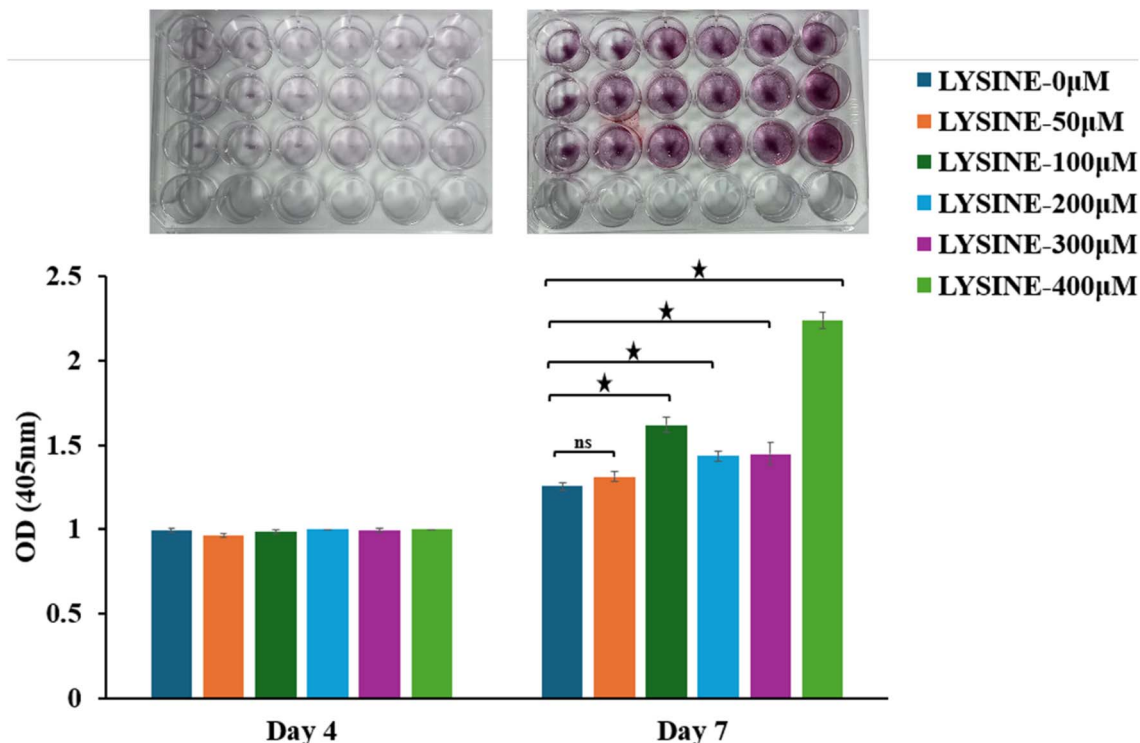 LYSINE-0µM
LYSINE-50µM
LYSINE-100µM
LYSINE-200µM
LYSINE-300µM
LYSINE-400µM
2.5
2
1.5
1
0.5
0
OD (405nm)
ns
Day 4
Day 7